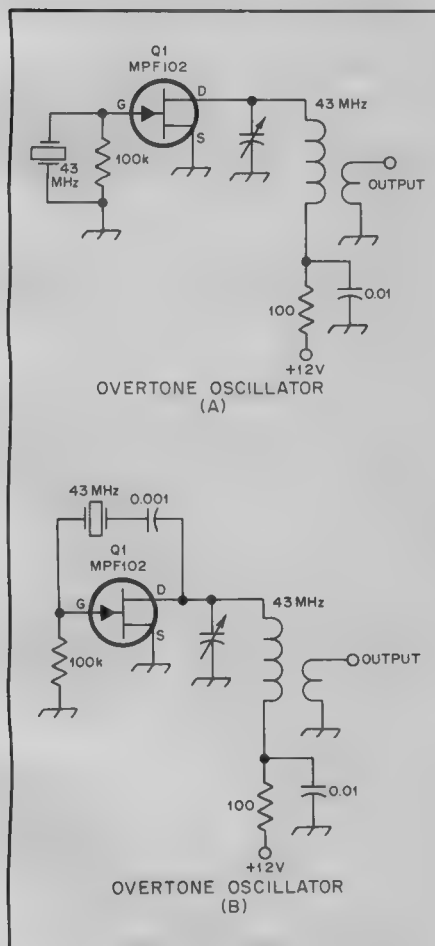 Q1
MPF102
D
G
S
43 MHz
43
MHz
100k
OUTPUT
100
0.01
+12V
OVERTONE OSCILLATOR
(A)
43 MHz
0.001
Q1
MPF102
D
G
S
43 MHz
100k
OUTPUT
100
0.01
+12V
OVERTONE OSCILLATOR
(B)